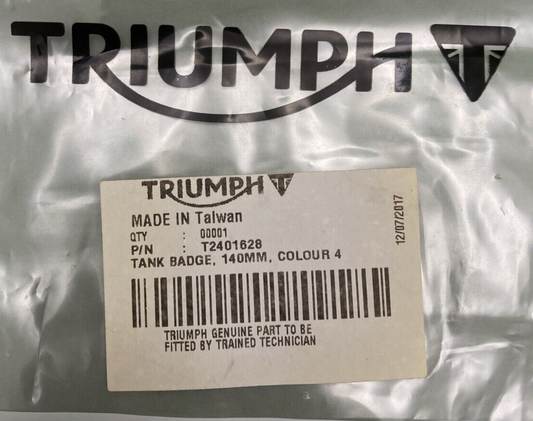 TRIUMPH T
TRIUMPH T
MADE IN Taiwan
QTY : 00001
P/N : T2401628
TANK BADGE, 140MM, COLOUR 4
TRIUMPH GENUINE PART TO BE
FITTED BY TRAINED TECHNICIAN
12/07/2017